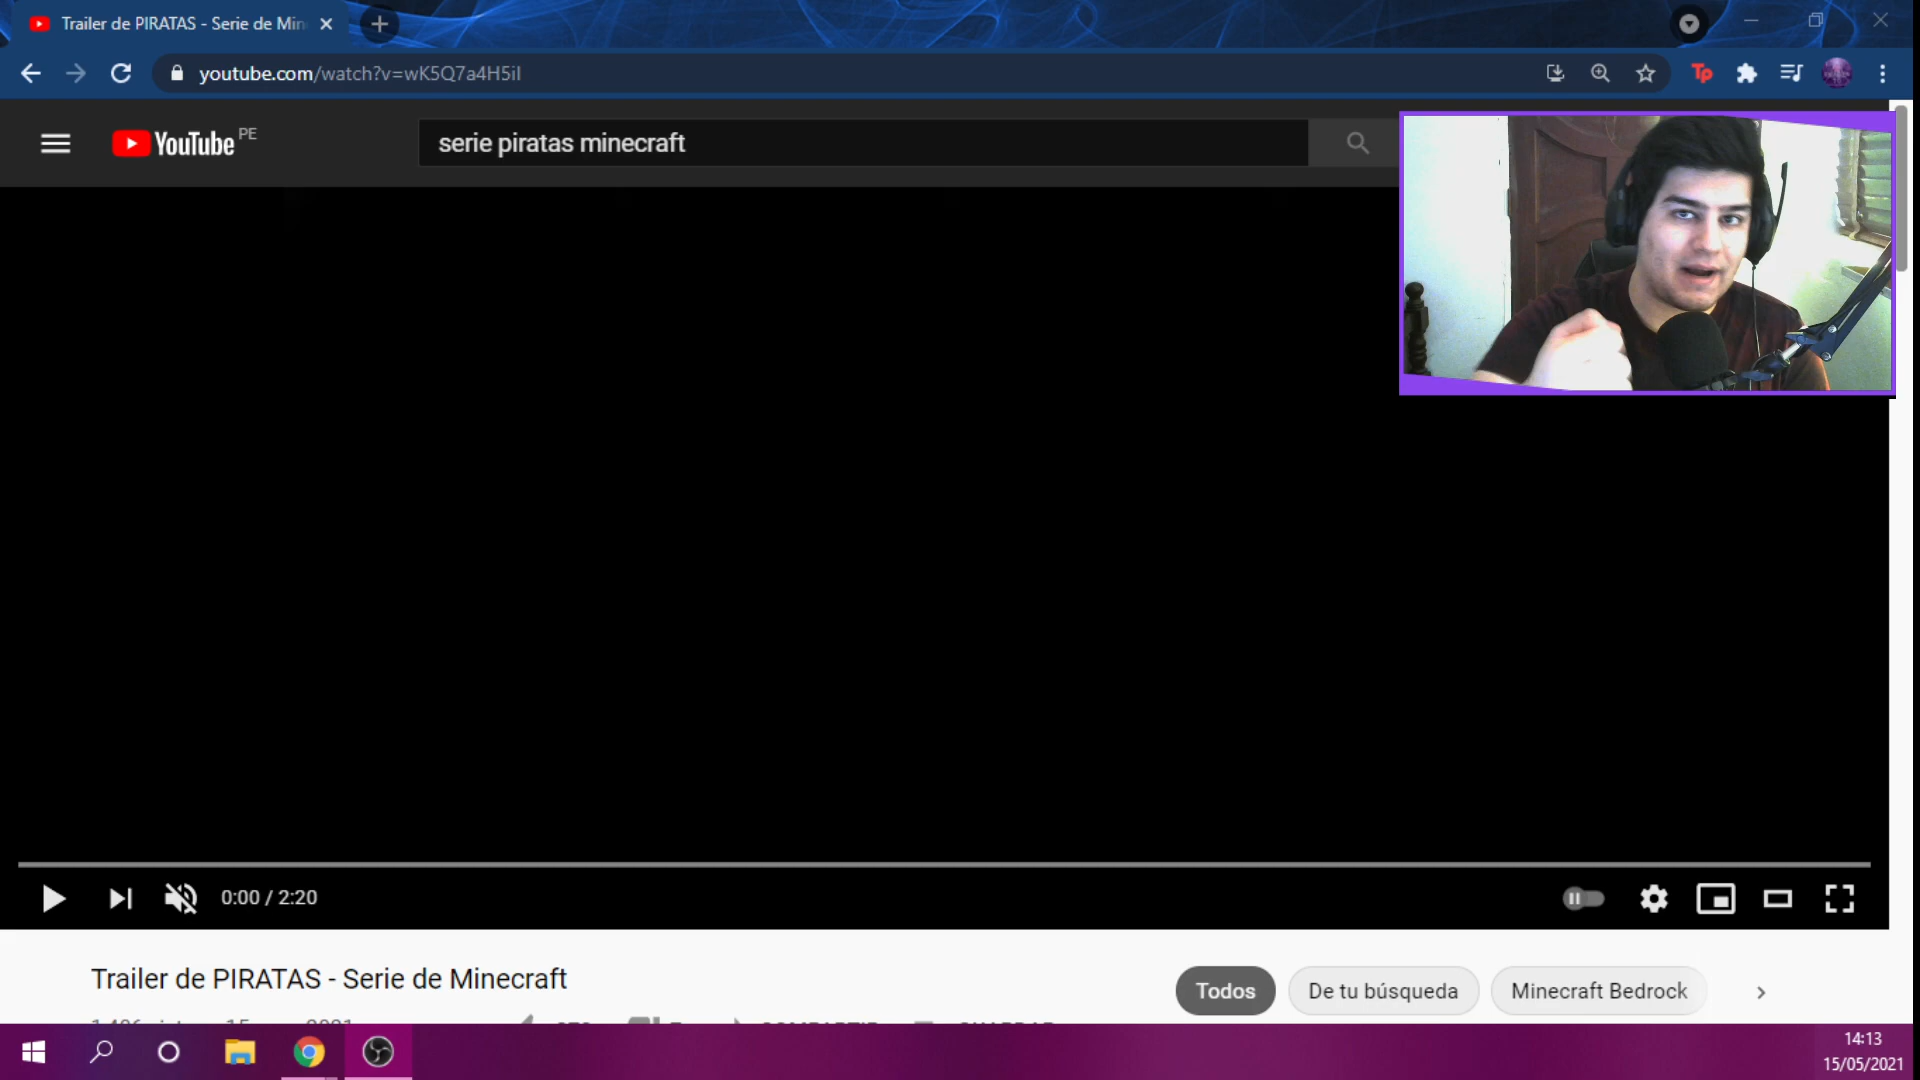 Trailer de PIRATAS - Serie de Min
youtube.com/watch?v=wK5Q7a4H5iI
YouTube PE
serie piratas minecraft
0:00 / 2:20
Trailer de PIRATAS - Serie de Minecraft
Todos
De tu búsqueda
Minecraft Bedrock
14:13
15/05/2021